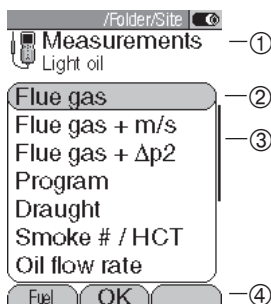 /Folder/Site
Measurements ①
Light oil
Flue gas ②
Flue gas + m/s
③
Flue gas + Δp2
Program
Draught
Smoke # / HCT
Oil flow rate
Fuel OK ④